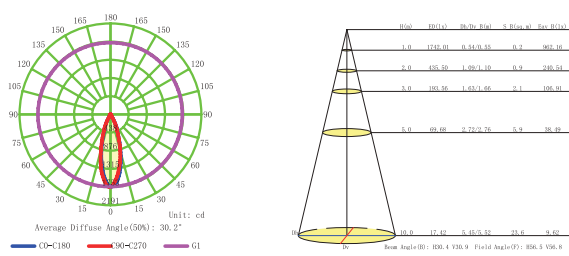 180
165 165
150 150
135 135
120 120
105 105
90 90
75 75
60 60
45 45
30 30
15 15
0
438
876
1315
2191
Unit: cd
Average Diffuse Angle(50%): 30.2°
C0-C180 C90-C270 G1
H(m) E0(lx) Dh/Dv B(m) S B(sq.m) Eav B(lx)
1.0 1742.01 0.54/0.55 0.2 962.16
2.0 435.50 1.09/1.10 0.9 240.54
3.0 193.56 1.63/1.66 2.1 106.91
5.0 69.68 2.72/2.76 5.9 38.49
10.0 17.42 5.45/5.52 23.6 9.62
Dh
Dv
Beam Angle(B): H30.4 V30.9 Field Angle(F): H56.5 V56.8